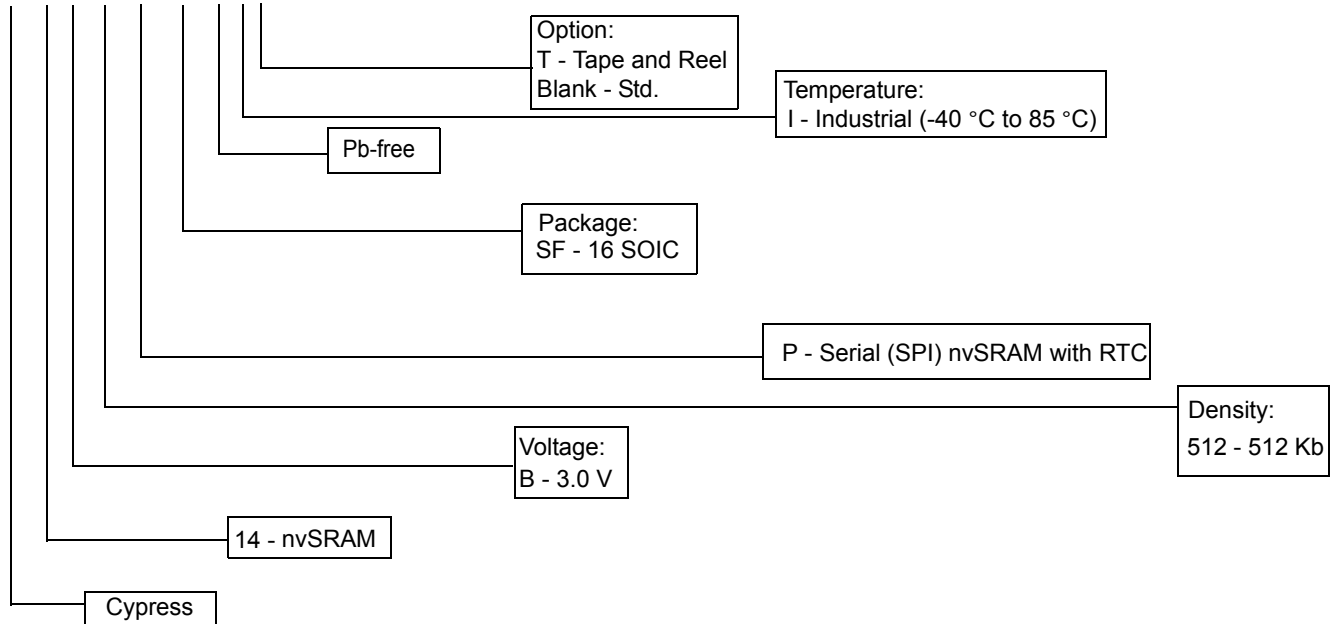 Option:
T - Tape and Reel
Blank - Std.
Temperature:
I - Industrial (-40 °C to 85 °C)
Pb-free
Package:
SF - 16 SOIC
P - Serial (SPI) nvSRAM with RTC
Density:
512 - 512 Kb
Voltage:
B - 3.0 V
14 - nvSRAM
Cypress